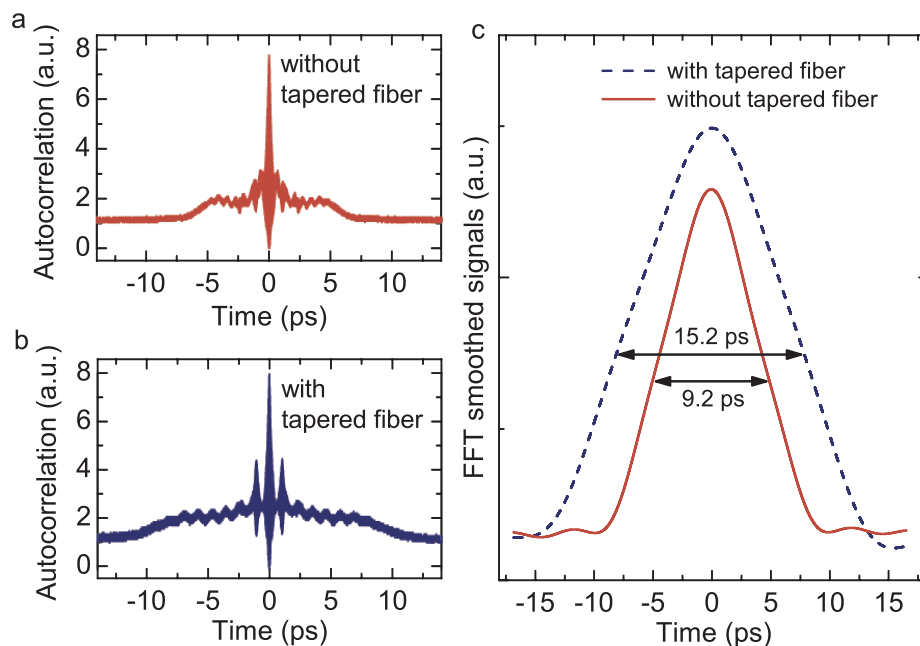 a
Autocorrelation (a.u.)
8
6
4
2
0
without
tapered fiber
-10 -5 0 5 10
Time (ps)
b
Autocorrelation (a.u.)
8
6
4
2
0
with
tapered fiber
-10 -5 0 5 10
Time (ps)
c
FFT smoothed signals (a.u.)
with tapered fiber
without tapered fiber
15.2 ps
9.2 ps
-15 -10 -5 0 5 10 15
Time (ps)